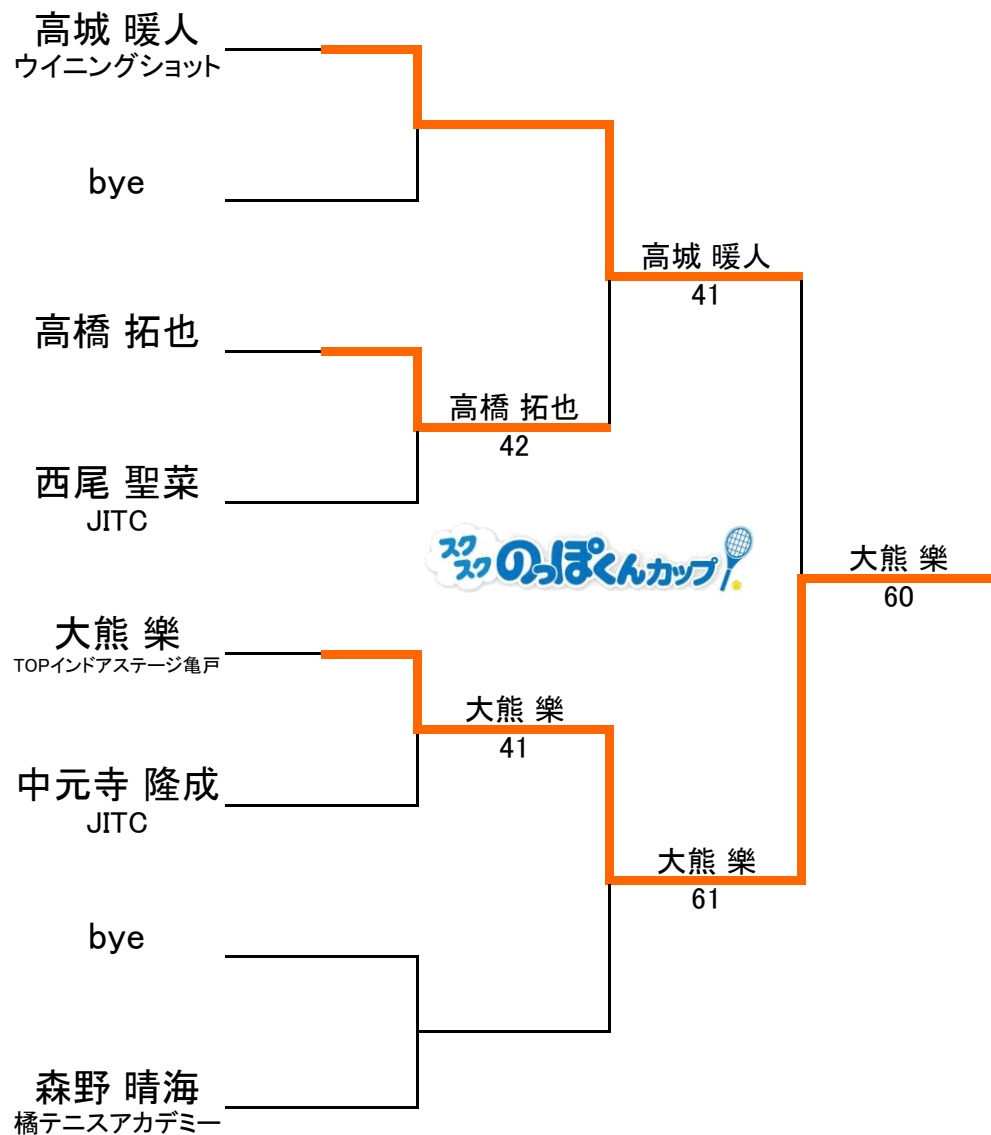 高城 暖人
ウイニングショット
bye
高城 暖人
41
高橋 拓也
高橋 拓也
42
西尾 聖菜
JITC
スクスク のっぽくんカップ
大熊 樂
60
大熊 樂
TOPインドアステージ亀戸
大熊 樂
41
中元寺 隆成
JITC
大熊 樂
61
bye
森野 晴海
橘テニスアカデミー